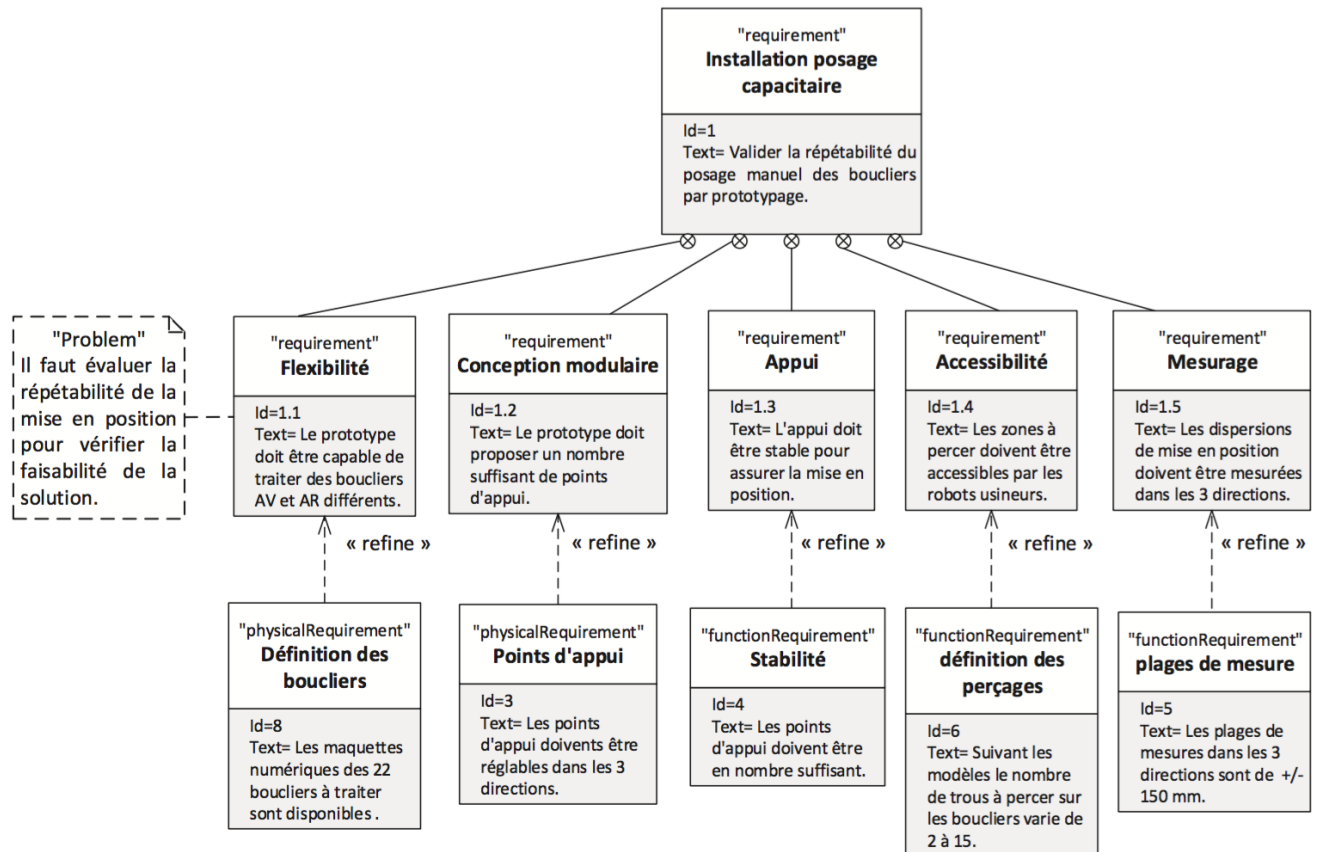 "requirement"
Installation posage
capacitaire
Id=1
Text= Valider la répétabilité du
posage manuel des boucliers
par prototypage.
"Problem"
Il faut évaluer la
répétabilité de la
mise en position
pour vérifier la
faisabilité de la
solution.
"requirement"
Flexibilité
Id=1.1
Text= Le prototype
doit être capable de
traiter des boucliers
AV et AR différents.
"requirement"
Conception modulaire
Id=1.2
Text= Le prototype doit
proposer un nombre
suffisant de points
d'appui.
"requirement"
Appui
Id=1.3
Text= L'appui doit
être stable pour
assurer la mise en
position.
"requirement"
Accessibilité
Id=1.4
Text= Les zones à
percer doivent être
accessibles par les
robots usineurs.
"requirement"
Mesurage
Id=1.5
Text= Les dispersions
de mise en position
doivent être mesurées
dans les 3 directions.
« refine »
« refine »
« refine »
« refine »
« refine »
"physicalRequirement"
Définition des
boucliers
Id=8
Text= Les maquettes
numériques des 22
boucliers à traiter
sont disponibles .
"physicalRequirement"
Points d'appui
Id=3
Text= Les points
d'appui doivents être
réglables dans les 3
directions.
"functionRequirement"
Stabilité
Id=4
Text= Les points
d'appui doivent être
en nombre suffisant.
"functionRequirement"
définition des
perçages
Id=6
Text= Suivant les
modèles le nombre
de trous à percer sur
les boucliers varie de
2 à 15.
"functionRequirement"
plages de mesure
Id=5
Text= Les plages de
mesures dans les 3
directions sont de +/-
150 mm.